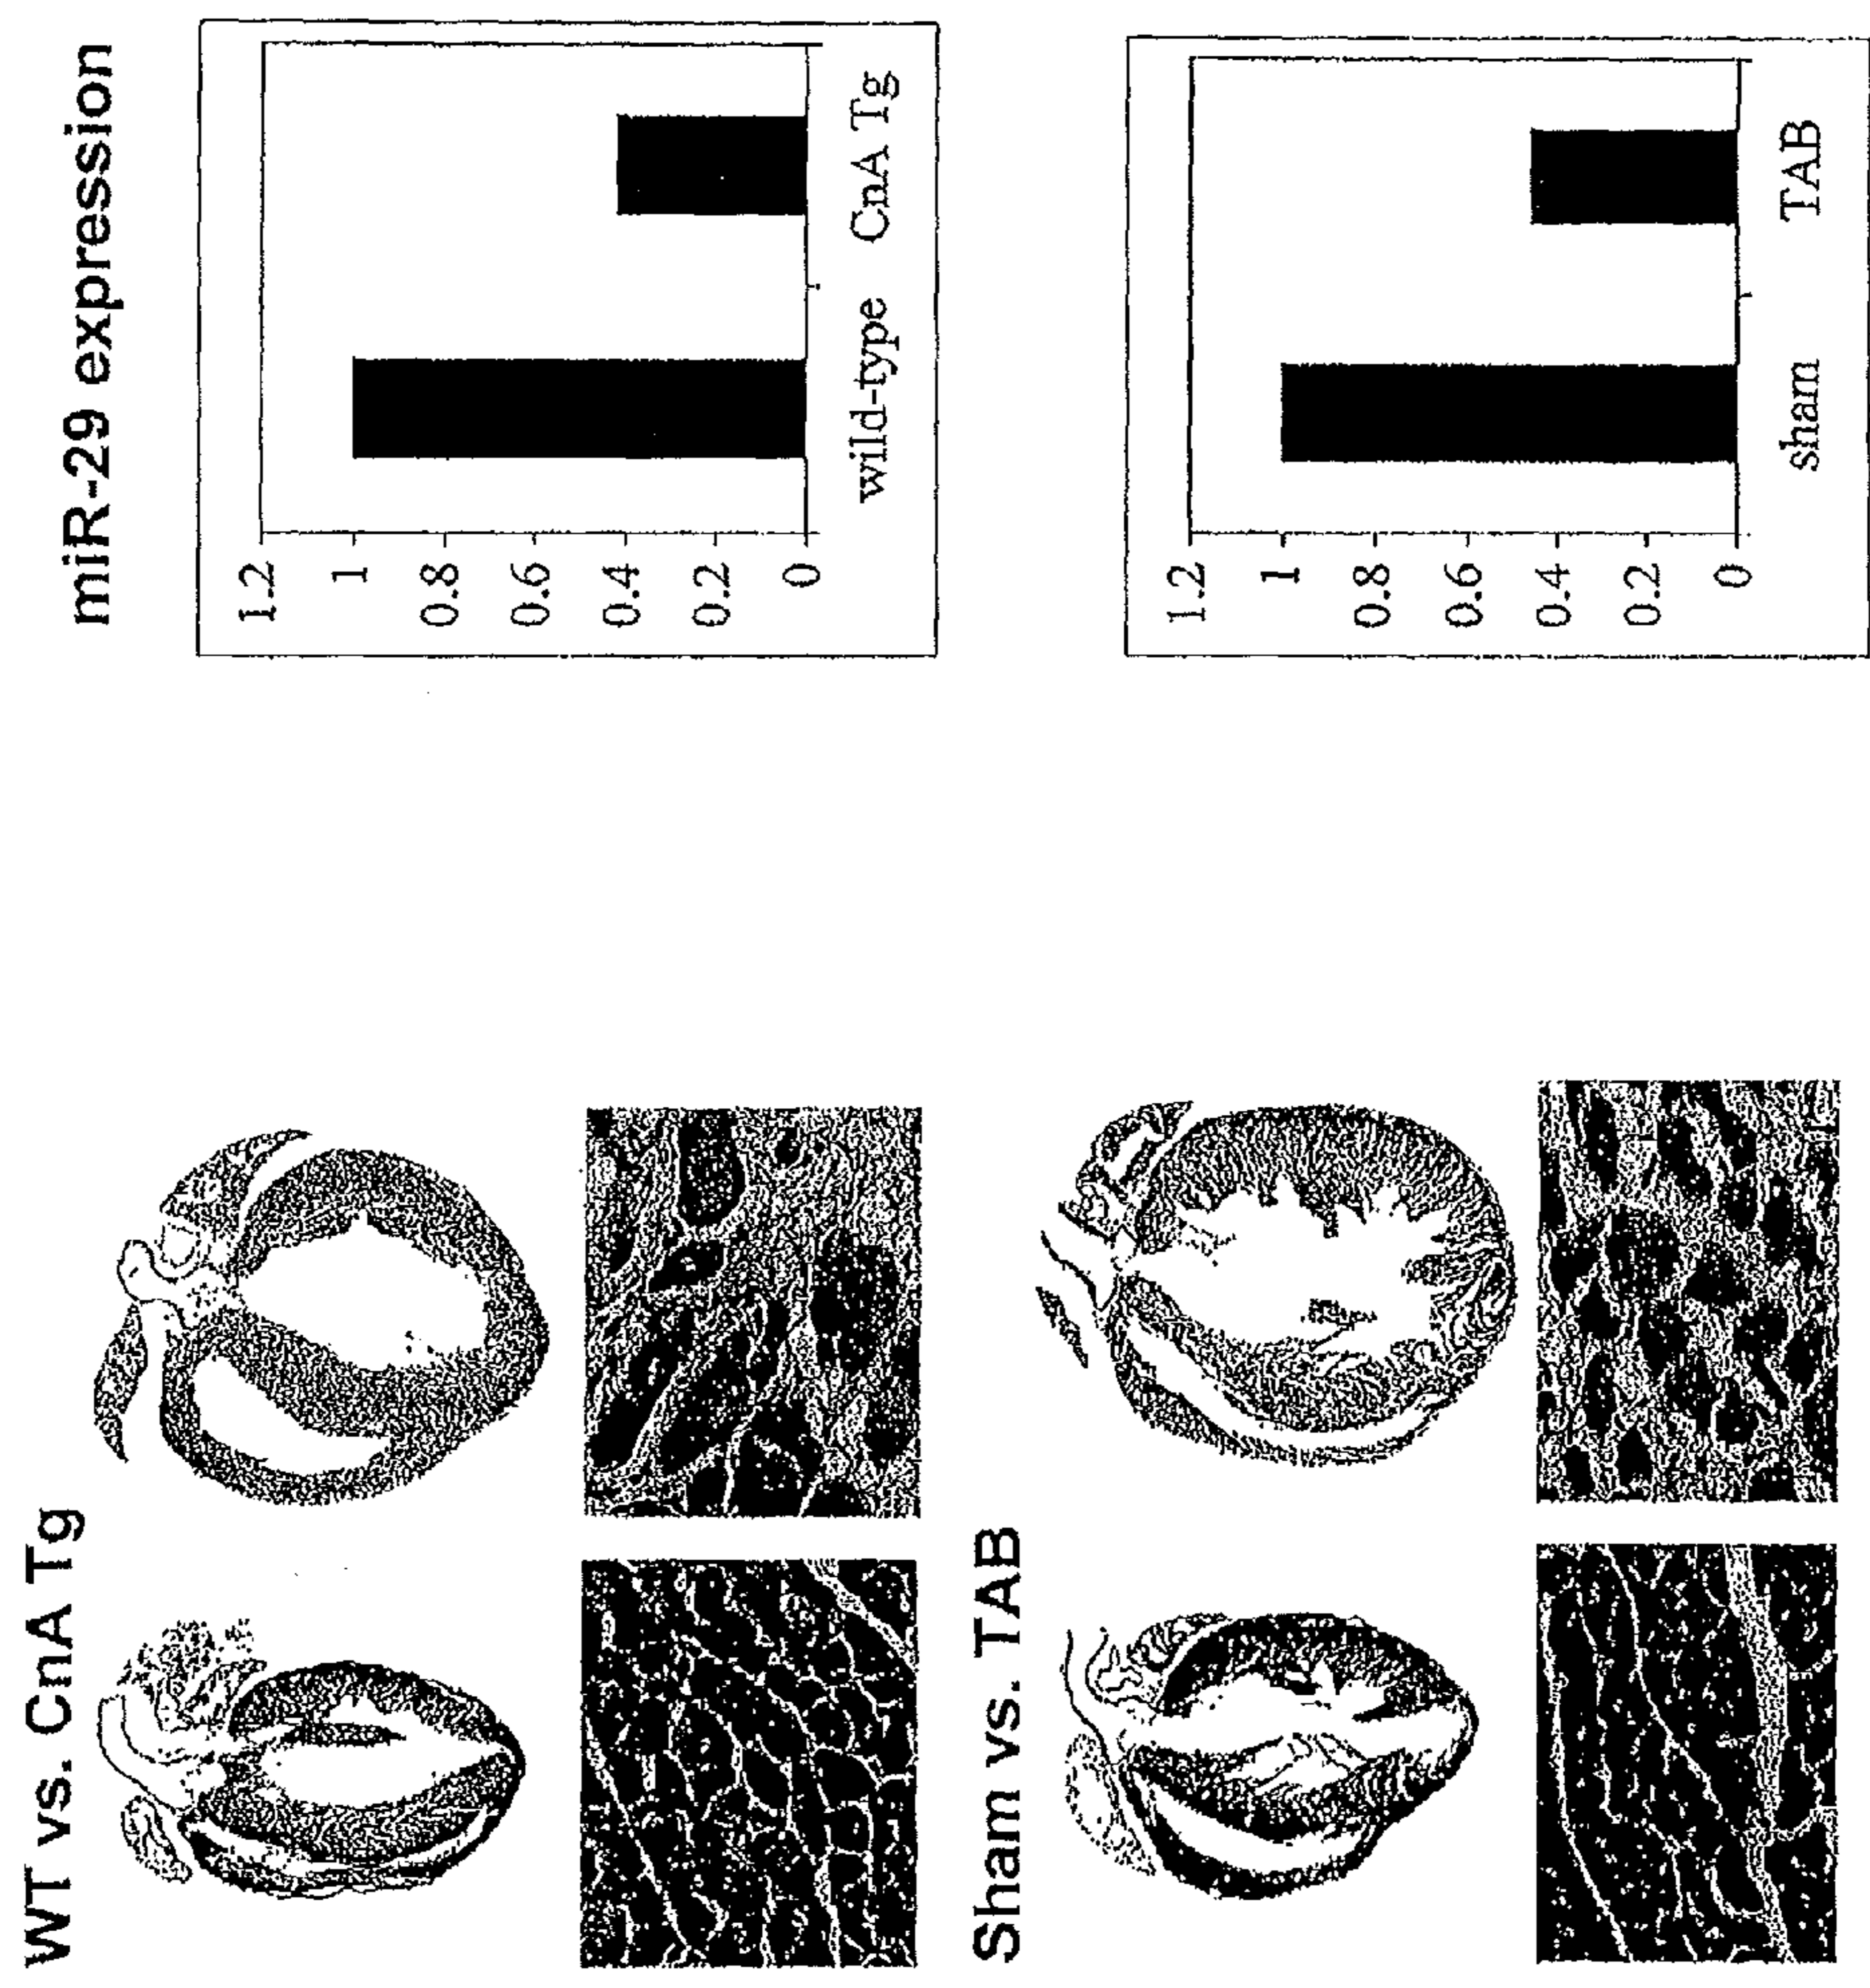 WT vs. CnA Tg
miR-29 expression
1.2
1
0.8
0.6
0.4
0.2
0
wild-type CnA Tg
Sham vs. TAB
1.2
1
0.8
0.6
0.4
0.2
0
sham TAB